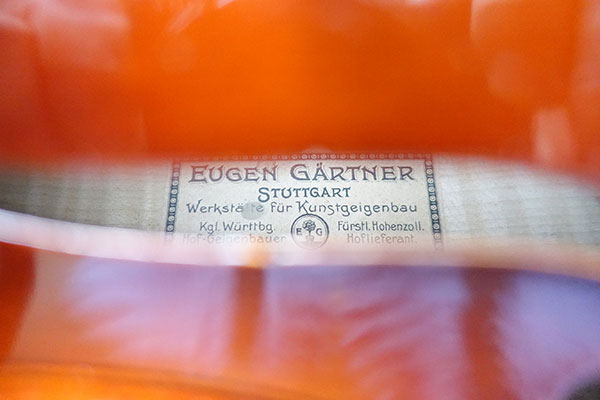 EUGEN GÄRTNER
STUTTGART
Werkstätte für Kunstgeigenbau
Kgl. Württbg. Fürstl. Hohenzoll.
E G
Hof-Geigenbauer Hoflieferant.